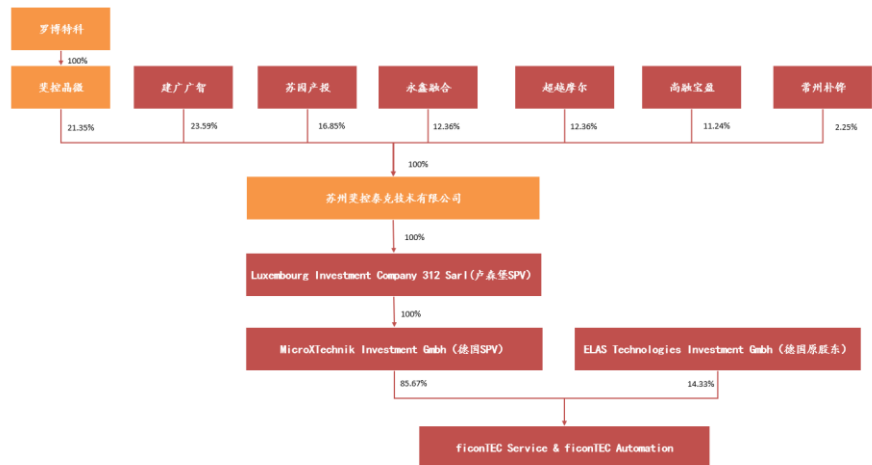 罗博特科
100%
斐控晶微
建广广智
苏园产投
永鑫融合
超越摩尔
尚融宝盈
常州朴铧
21.35%
23.59%
16.85%
12.36%
12.36%
11.24%
2.25%
100%
苏州斐控泰克技术有限公司
100%
Luxembourg Investment Company 312 Sarl(卢森堡SPV)
100%
MicroXTechnik Investment Gmbh (德国SPV)
ELAS Technologies Investment Gmbh (德国原股东)
85.67%
14.33%
ficonTEC Service & ficonTEC Automation